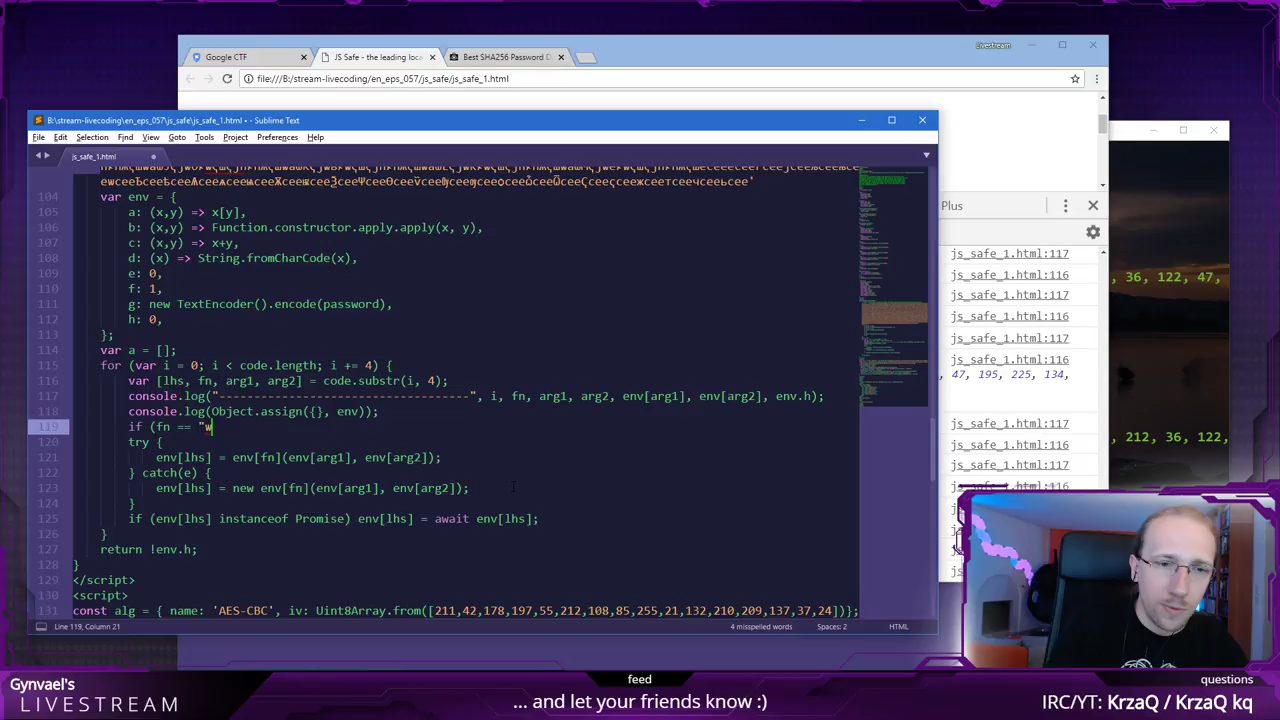 Livestream
Google CTF
JS Safe - the leading loca
Best SHA256 Password D
file:///B:/stream-livecoding/en_eps_057/js_safe/js_safe_1.html
B:\stream-livecoding\en_eps_057\js_safe\js_safe_1.html • - Sublime Text
File Edit Selection Find View Goto Tools Project Preferences Help
js_safe_1.html
104 var env = {
105 a: (x,y) => x[y],
106 b: (x,y) => Function.constructor.apply.apply(x, y),
107 c: (x,y) => x+y,
108 d: (x) => String.fromCharCode(x),
109 e: 0,
110 f: 1,
111 g: new TextEncoder().encode(password),
112 h: 0,
113 };
114 var a = [];
115 for (var i = 0; i < code.length; i += 4) {
116 var [lhs, fn, arg1, arg2] = code.substr(i, 4);
117 console.log("--------------------------------", i, fn, arg1, arg2, env[arg1], env[arg2], env.h);
118 console.log(Object.assign({}, env));
119 if (fn == "w
120 try {
121 env[lhs] = env[fn](env[arg1], env[arg2]);
122 } catch(e) {
123 env[lhs] = new env[fn](env[arg1], env[arg2]);
124 }
125 if (env[lhs] instanceof Promise) env[lhs] = await env[lhs];
126 }
127 return !env.h;
128 }
129 </script>
130 <script>
131 const alg = { name: 'AES-CBC', iv: Uint8Array.from([211,42,178,197,55,212,108,85,255,21,132,210,209,137,37,24])};
Line 119, Column 21
4 misspelled words
Spaces: 2
HTML
Plus
js_safe_1.html:117
js_safe_1.html:116
js_safe_1.html:117
js_safe_1.html:116
js_safe_1.html:117
js_safe_1.html:116
, 47, 195, 225, 134,
js_safe_1.html:117
js_safe_1.html:116
js_safe_1.html:117
js_safe_1.html:116
, 36, 122, 47,
, 212, 36, 122,
Gynvael's
LIVESTREAM
feed
... and let your friends know :)
questions
IRC/YT: KrzaQ / KrzaQ kq